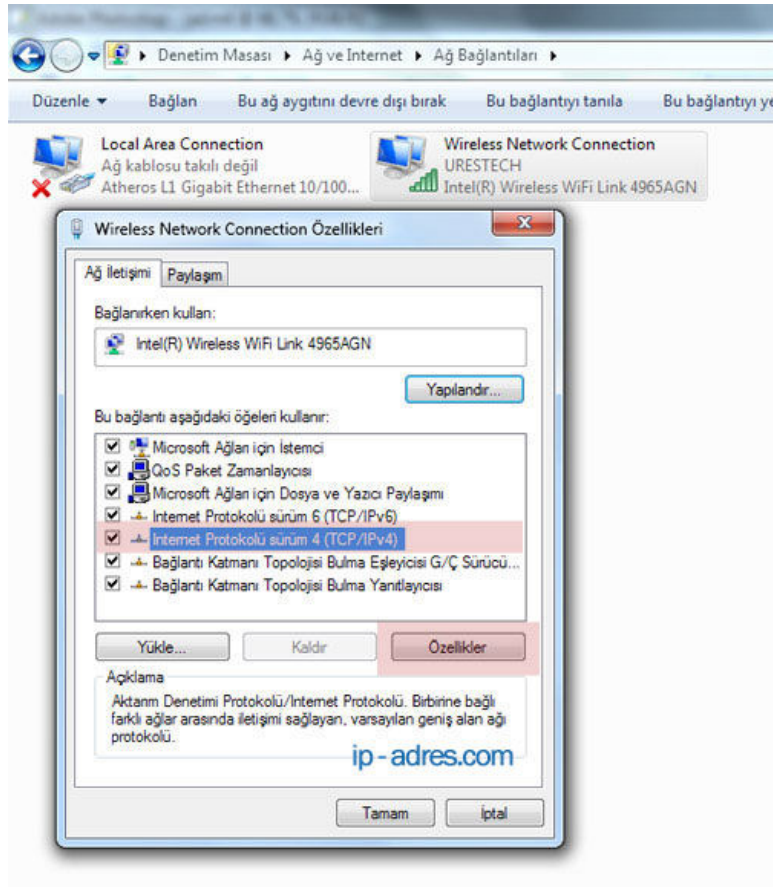 Denetim Masası ▸ Ağ ve Internet ▸ Ağ Bağlantıları ▸
Düzenle ▾ Bağlan Bu ağ aygıtını devre dışı bırak Bu bağlantıyı tanıla Bu bağlantıyı ye
Local Area Connection
Ağ kablosu takılı değil
Atheros L1 Gigabit Ethernet 10/100...
Wireless Network Connection
URESTECH
Intel(R) Wireless WiFi Link 4965AGN
Wireless Network Connection Özellikleri
Ağ İletişimi Paylaşım
Bağlanırken kullan:
Intel(R) Wireless WiFi Link 4965AGN
Yapılandır...
Bu bağlantı aşağıdaki öğeleri kullanır:
Microsoft Ağları için İstemci
QoS Paket Zamanlayıcısı
Microsoft Ağları için Dosya ve Yazıcı Paylaşımı
Internet Protokolü sürüm 6 (TCP/IPv6)
Internet Protokolü sürüm 4 (TCP/IPv4)
Bağlantı Katmanı Topolojisi Bulma Eşleyicisi G/Ç Sürücü...
Bağlantı Katmanı Topolojisi Bulma Yanıtlayıcısı
Yükle... Kaldır Özellikler
Açıklama
Aktarım Denetimi Protokolü/Internet Protokolü. Birbirine bağlı
farklı ağlar arasında iletişimi sağlayan, varsayılan geniş alan ağı
protokolü.
ip-adres.com
Tamam İptal